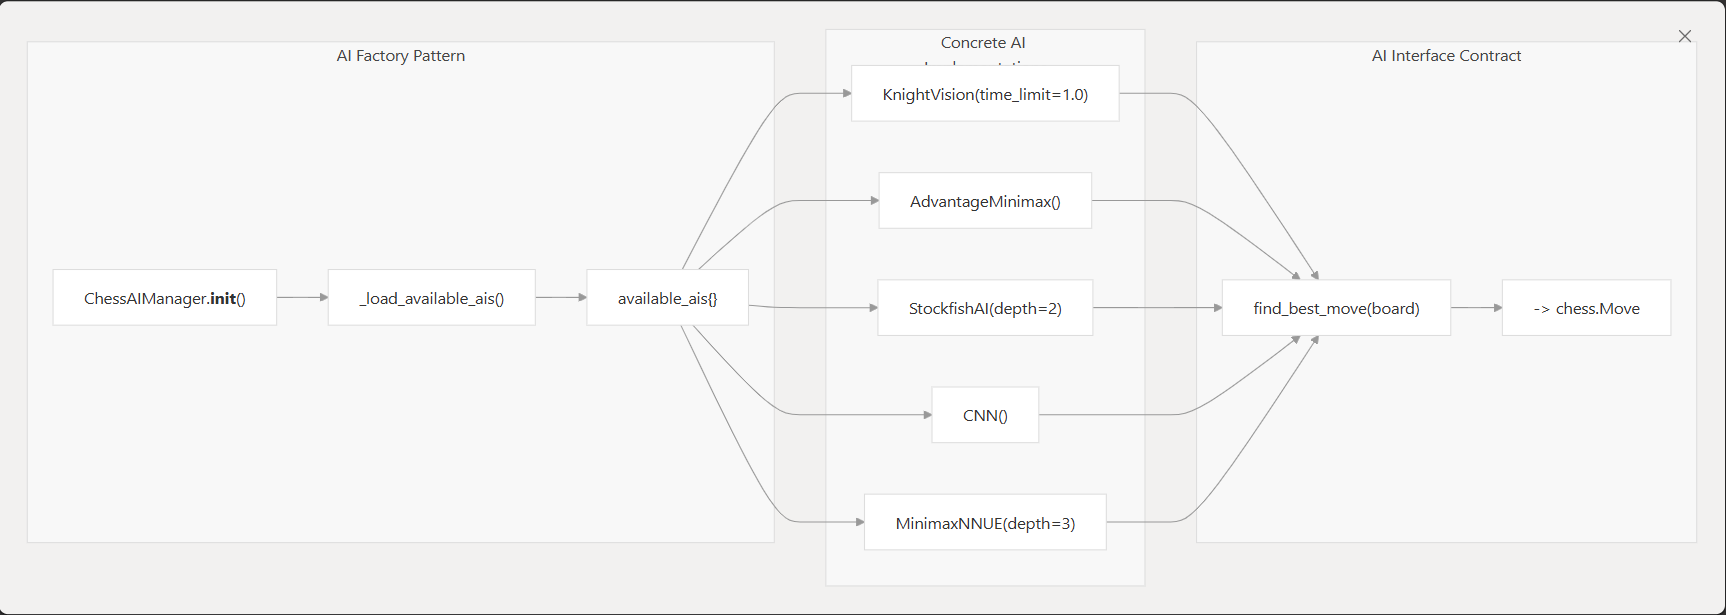 AI Factory Pattern
ChessAIManager.init()
_load_available_ais()
available_ais{}
Concrete AI
KnightVision(time_limit=1.0)
AdvantageMinimax()
StockfishAI(depth=2)
CNN()
MinimaxNNUE(depth=3)
AI Interface Contract
find_best_move(board)
-> chess.Move